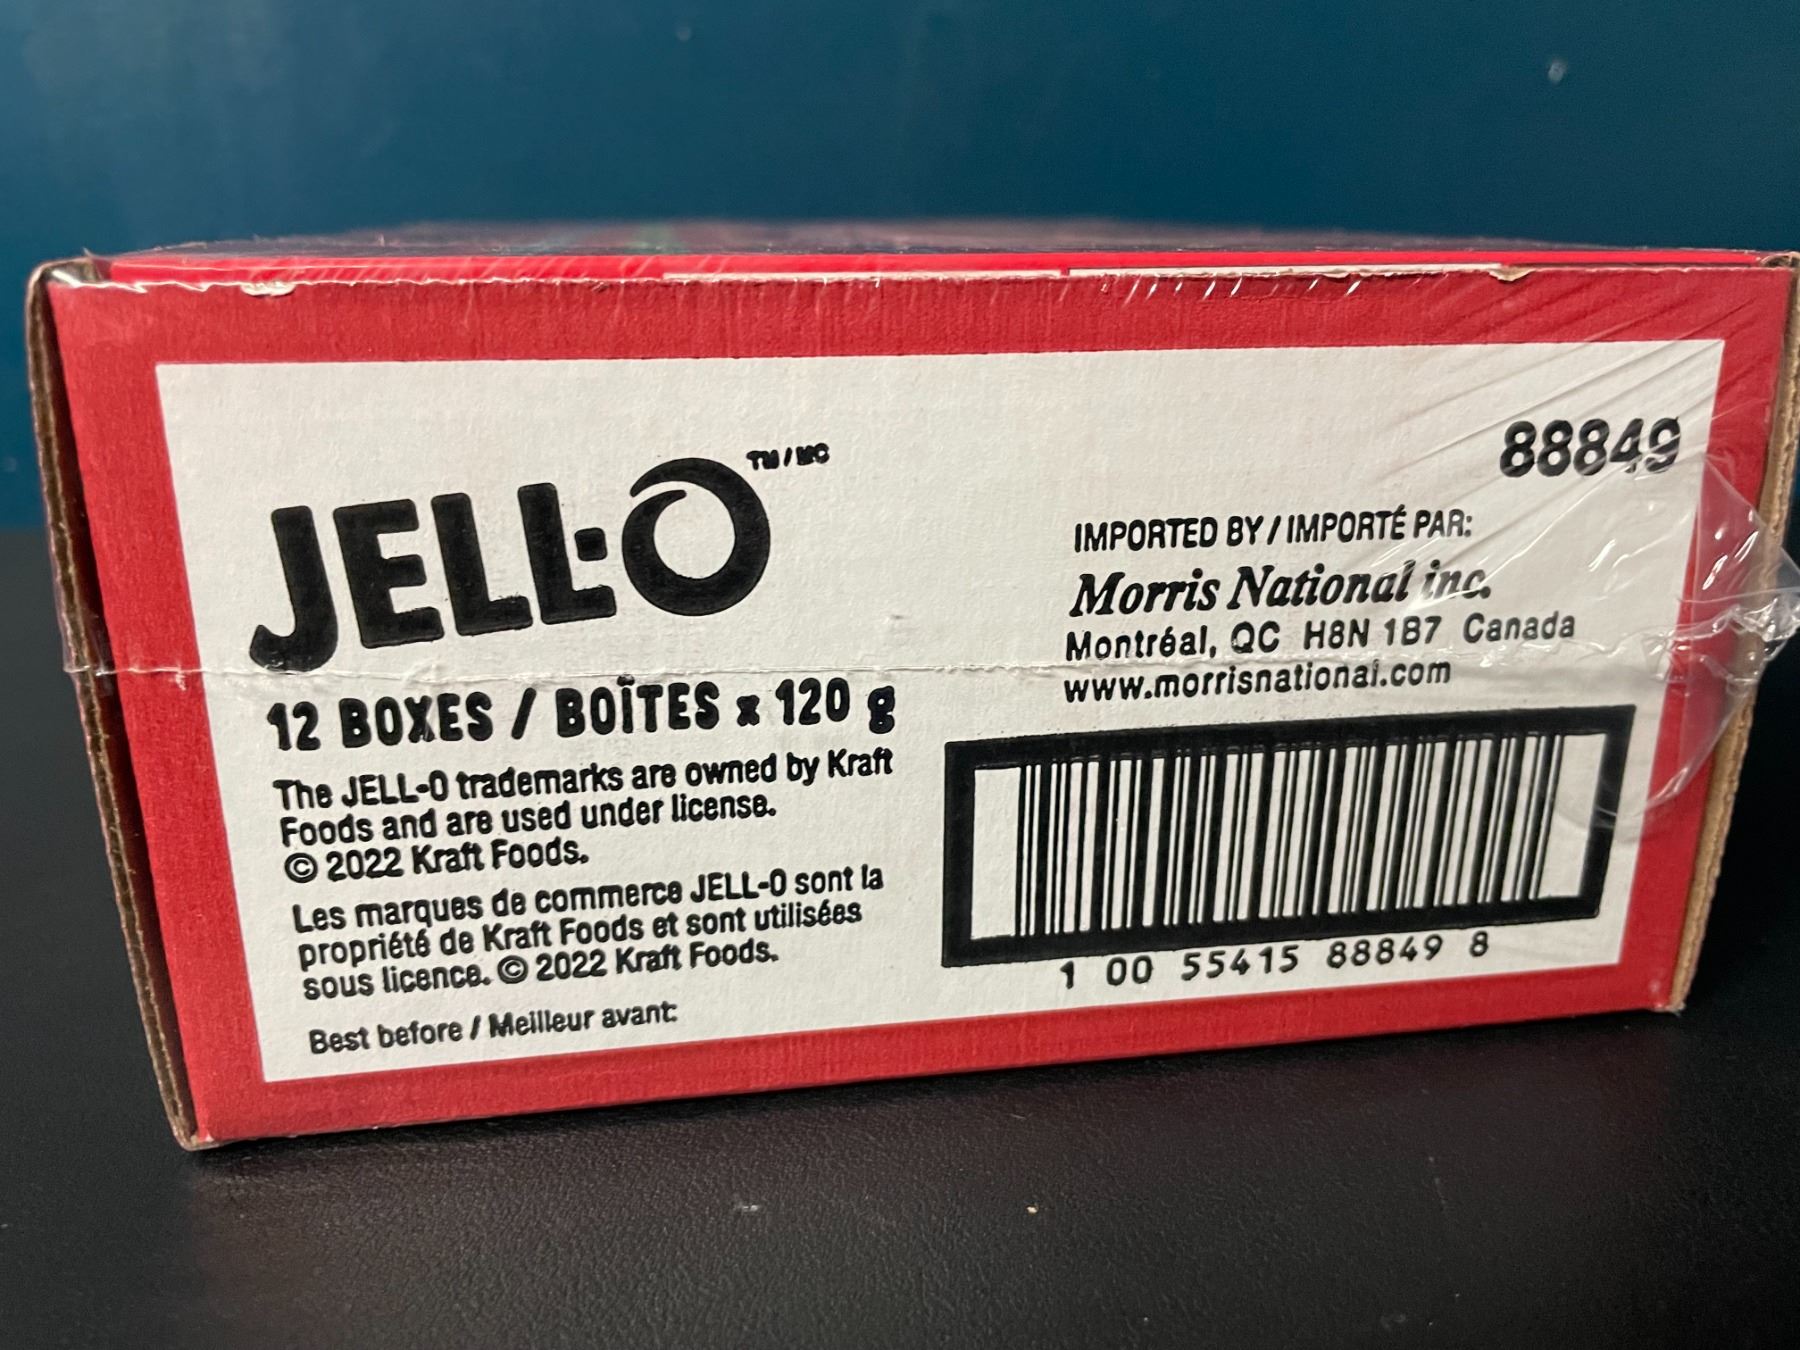 JELL-O TM/MC
12 BOXES / BOÎTES x 120 g
The JELL-O trademarks are owned by Kraft
Foods and are used under license.
© 2022 Kraft Foods.
Les marques de commerce JELL-O sont la
propriété de Kraft Foods et sont utilisées
sous licence. © 2022 Kraft Foods.
Best before / Meilleur avant:
88849
IMPORTED BY / IMPORTÉ PAR:
Morris National inc.
Montréal, QC H8N 1B7 Canada
www.morrisnational.com
1 00 55415 88849 8